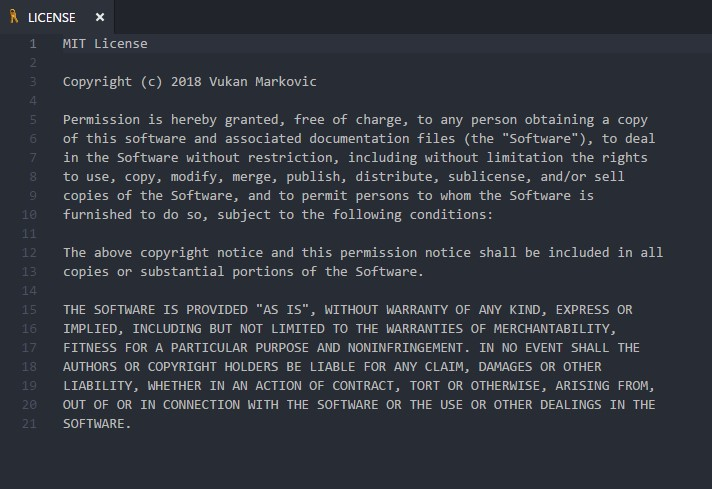 LICENSE ×
1 MIT License
2
3 Copyright (c) 2018 Vukan Markovic
4
5 Permission is hereby granted, free of charge, to any person obtaining a copy
6 of this software and associated documentation files (the "Software"), to deal
7 in the Software without restriction, including without limitation the rights
8 to use, copy, modify, merge, publish, distribute, sublicense, and/or sell
9 copies of the Software, and to permit persons to whom the Software is
10 furnished to do so, subject to the following conditions:
11
12 The above copyright notice and this permission notice shall be included in all
13 copies or substantial portions of the Software.
14
15 THE SOFTWARE IS PROVIDED "AS IS", WITHOUT WARRANTY OF ANY KIND, EXPRESS OR
16 IMPLIED, INCLUDING BUT NOT LIMITED TO THE WARRANTIES OF MERCHANTABILITY,
17 FITNESS FOR A PARTICULAR PURPOSE AND NONINFRINGEMENT. IN NO EVENT SHALL THE
18 AUTHORS OR COPYRIGHT HOLDERS BE LIABLE FOR ANY CLAIM, DAMAGES OR OTHER
19 LIABILITY, WHETHER IN AN ACTION OF CONTRACT, TORT OR OTHERWISE, ARISING FROM,
20 OUT OF OR IN CONNECTION WITH THE SOFTWARE OR THE USE OR OTHER DEALINGS IN THE
21 SOFTWARE.